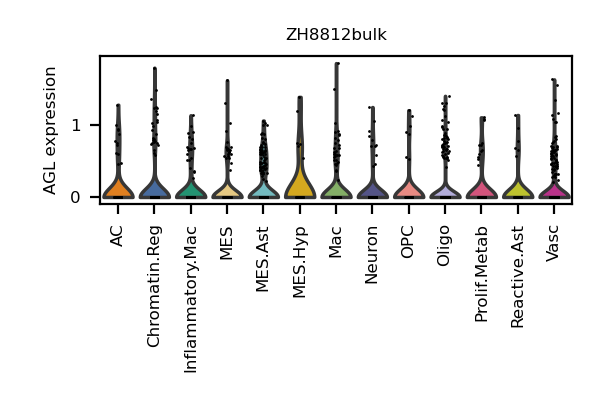 ZH8812bulk
AGL expression
1
0
AC
Chromatin.Reg
Inflammatory.Mac
MES
MES.Ast
MES.Hyp
Mac
Neuron
OPC
Oligo
Prolif.Metab
Reactive.Ast
Vasc